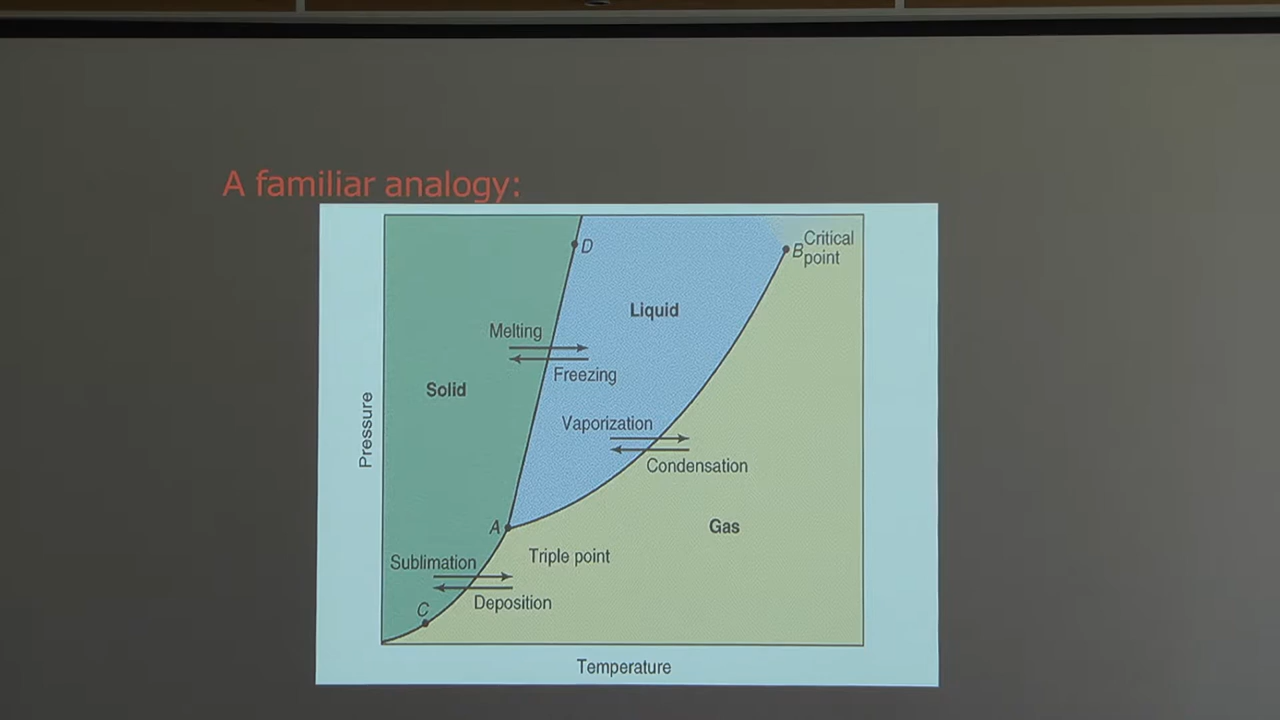 A familiar analogy:
D
B
Critical
point
Liquid
Melting
Freezing
Solid
Pressure
Vaporization
Condensation
A
Gas
Triple point
Sublimation
Deposition
C
Temperature